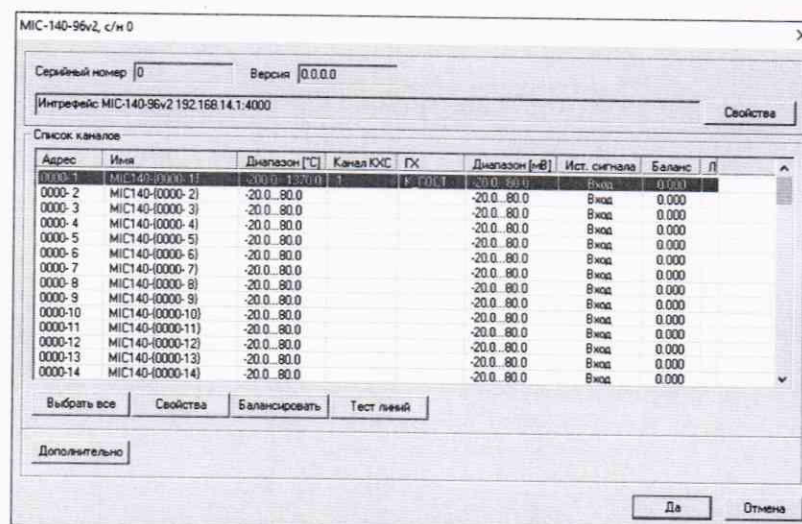 MIC-140-96v2, с/н 0
Серийный номер 0 Версия 0.0.0.0
Интрефейс MIC-140-96v2 192.168.14.1:4000 Свойства
Список каналов
Адрес Имя Диапазон [°C] Канал КХС ГХ Диапазон [мВ] Ист. сигнала Баланс Л
0000- 1 MIC140-{0000- 1} -200.0...1370.0 1 К ГОСТ -20.0...80.0 Вход 0.000 Л
0000- 2 MIC140-{0000- 2} -20.0...80.0 -20.0...80.0 Вход 0.000
0000- 3 MIC140-{0000- 3} -20.0...80.0 -20.0...80.0 Вход 0.000
0000- 4 MIC140-{0000- 4} -20.0...80.0 -20.0...80.0 Вход 0.000
0000- 5 MIC140-{0000- 5} -20.0...80.0 -20.0...80.0 Вход 0.000
0000- 6 MIC140-{0000- 6} -20.0...80.0 -20.0...80.0 Вход 0.000
0000- 7 MIC140-{0000- 7} -20.0...80.0 -20.0...80.0 Вход 0.000
0000- 8 MIC140-{0000- 8} -20.0...80.0 -20.0...80.0 Вход 0.000
0000- 9 MIC140-{0000- 9} -20.0...80.0 -20.0...80.0 Вход 0.000
0000-10 MIC140-{0000-10} -20.0...80.0 -20.0...80.0 Вход 0.000
0000-11 MIC140-{0000-11} -20.0...80.0 -20.0...80.0 Вход 0.000
0000-12 MIC140-{0000-12} -20.0...80.0 -20.0...80.0 Вход 0.000
0000-13 MIC140-{0000-13} -20.0...80.0 -20.0...80.0 Вход 0.000
0000-14 MIC140-{0000-14} -20.0...80.0 -20.0...80.0 Вход 0.000
Выбрать все Свойства Балансировать Тест линий
Дополнительно
Да Отмена